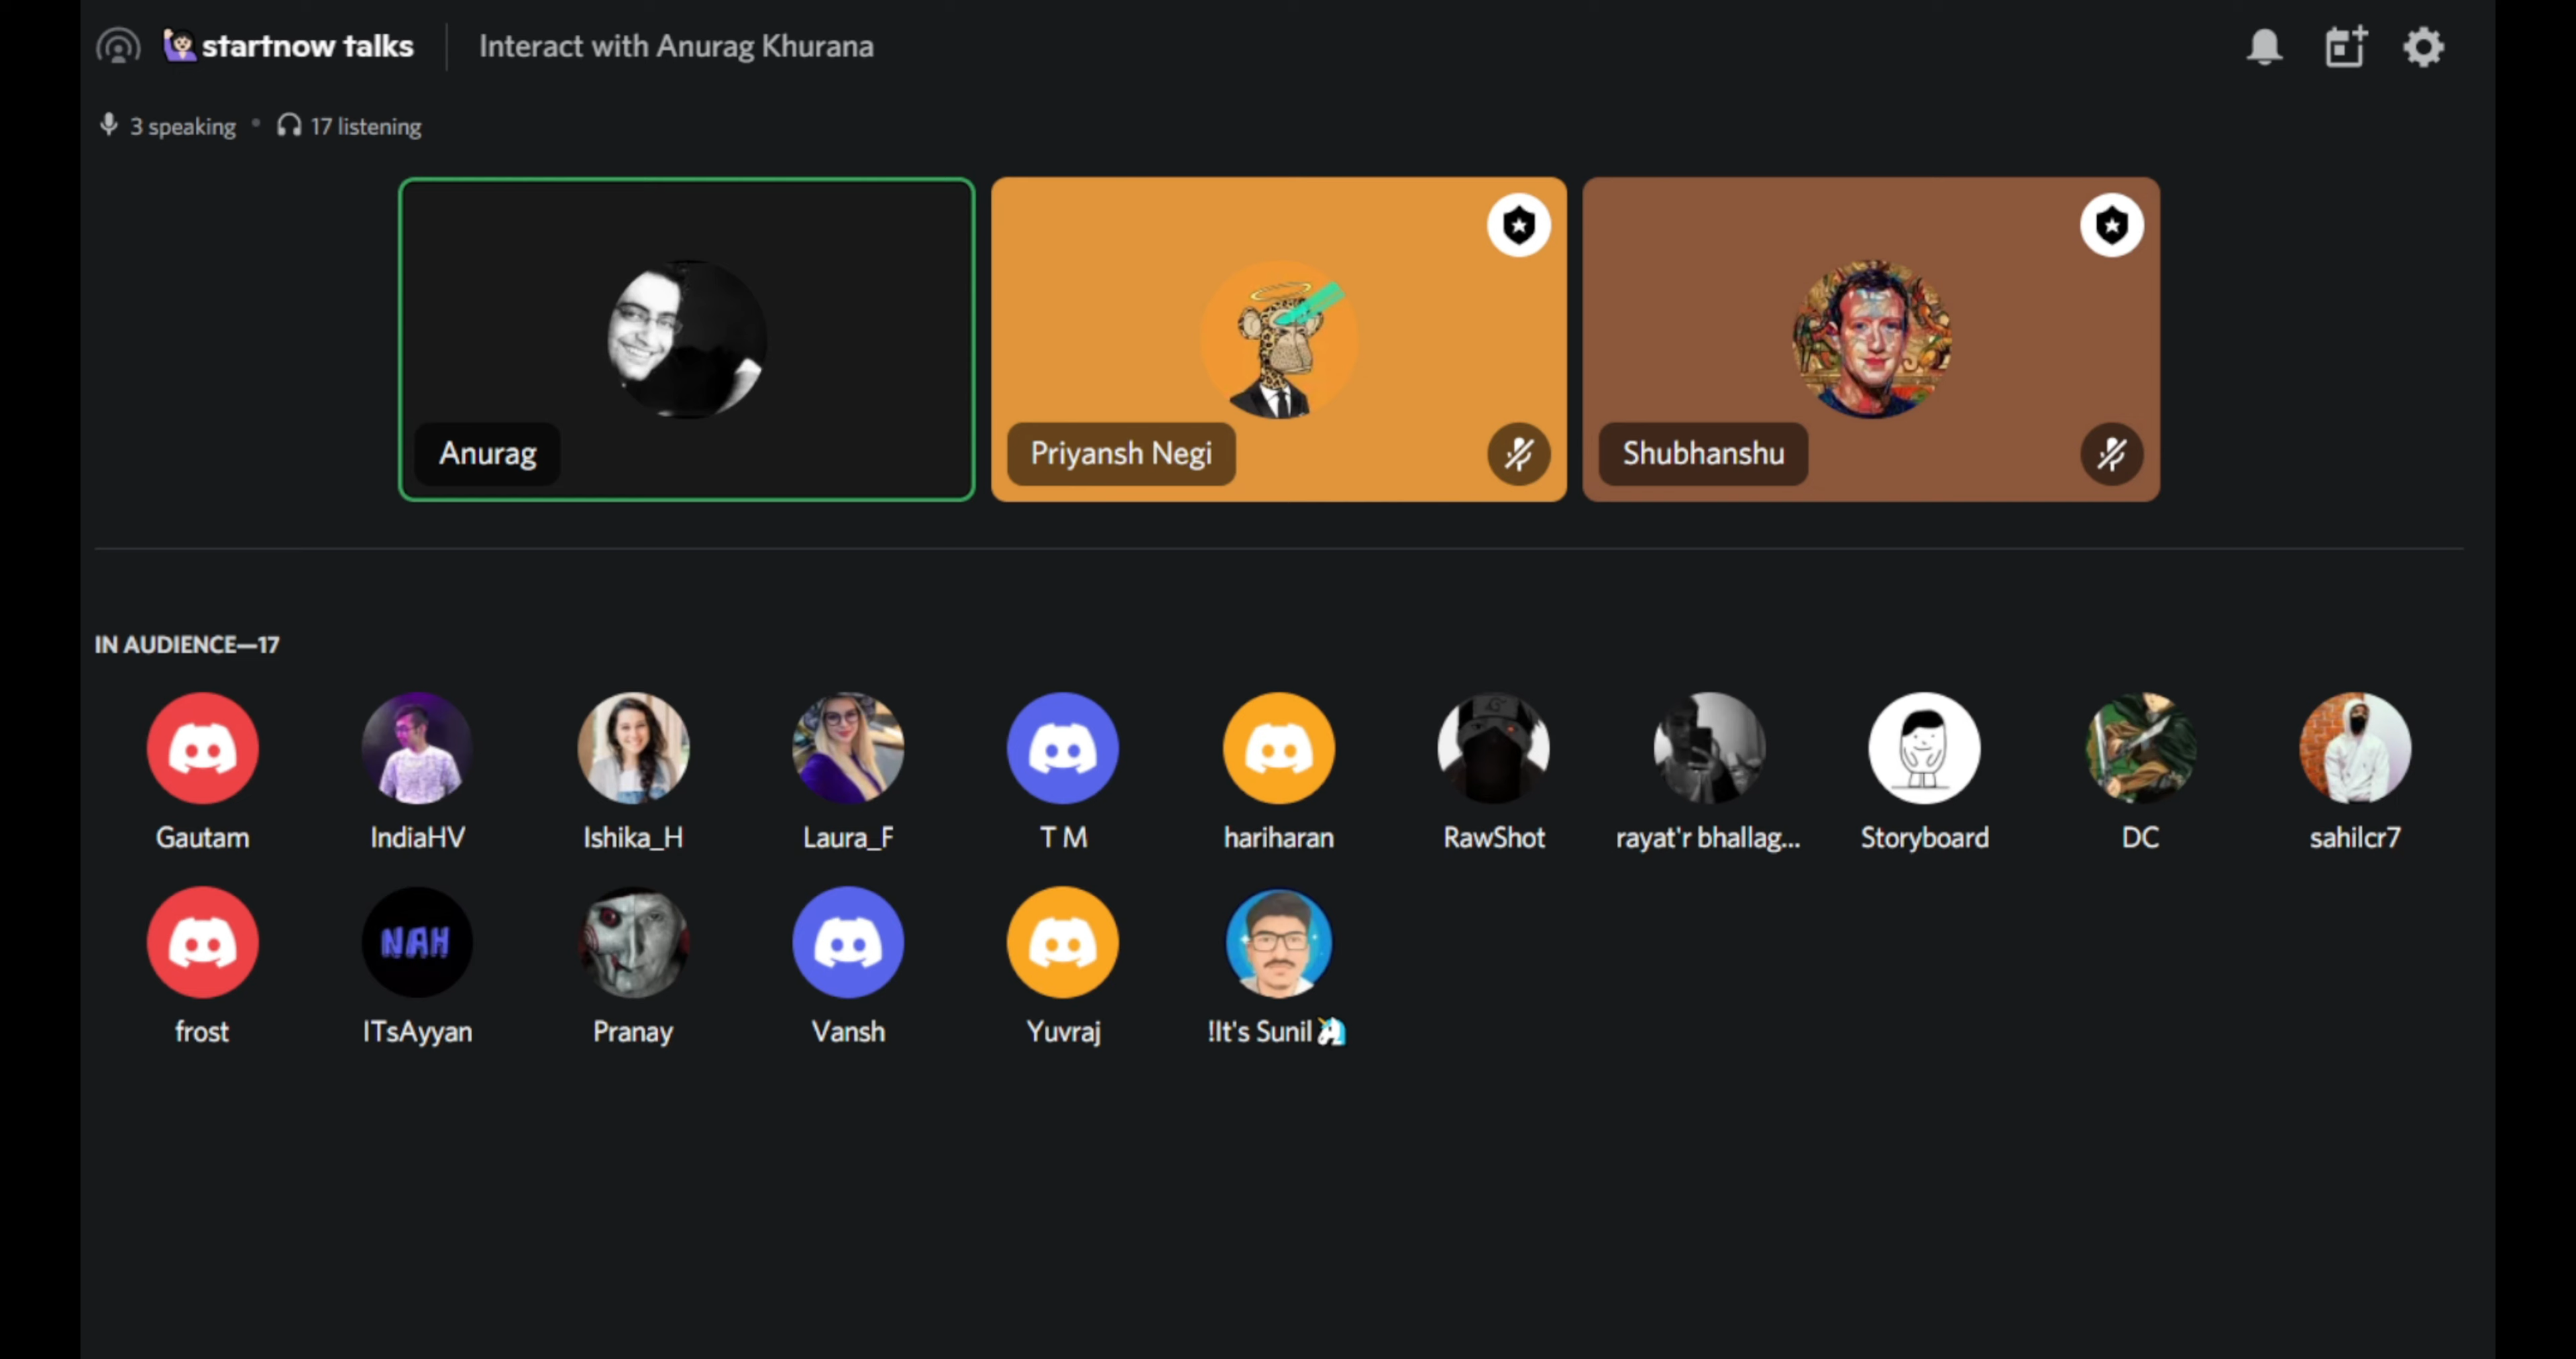 🙋🏻startnow talks Interact with Anurag Khurana
3 speaking • 17 listening
Anurag Priyansh Negi Shubhanshu
IN AUDIENCE—17
Gautam IndiaHV Ishika_H Laura_F T M hariharan RawShot rayat'r bhallag... Storyboard DC sahilcr7
NAH
frost ITsAyyan Pranay Vansh Yuvraj !It's Sunil🦄